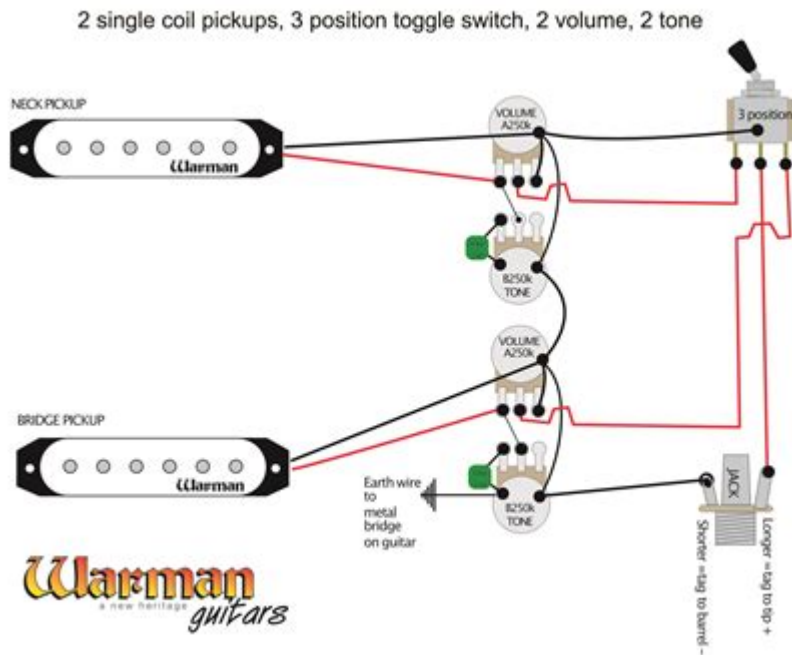 2 single coil pickups, 3 position toggle switch, 2 volume, 2 tone
NECK PICKUP
Warman
VOLUME
A250k
3 position
B250k
TONE
VOLUME
A250k
BRIDGE PICKUP
Warman
Earth wire
to
metal
bridge
on guitar
B250k
TONE
JACK
Shorter =tag to barrel -
Longer =tag to tip +
Warman
a new heritage
guitars